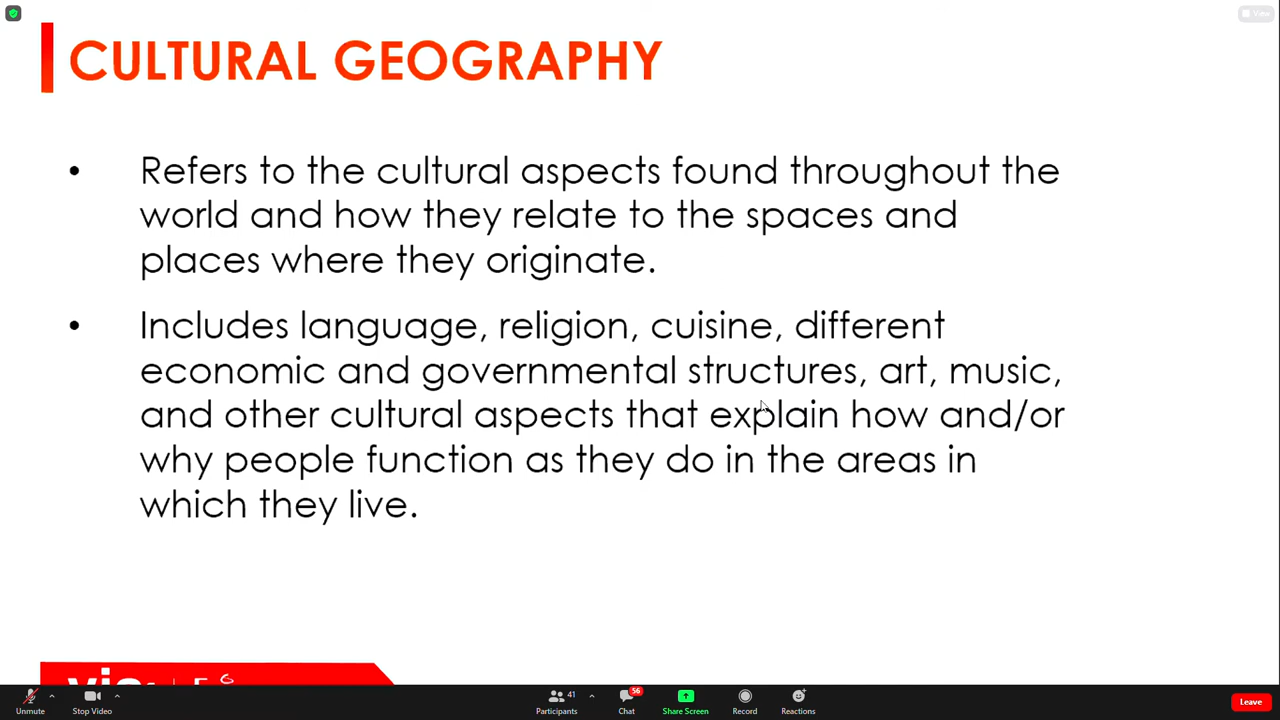 View
CULTURAL GEOGRAPHY
• Refers to the cultural aspects found throughout the
world and how they relate to the spaces and
places where they originate.
• Includes language, religion, cuisine, different
economic and governmental structures, art, music,
and other cultural aspects that explain how and/or
why people function as they do in the areas in
which they live.
Unmute
Stop Video
Participants 41
Chat 56
Share Screen
Record
Reactions
Leave